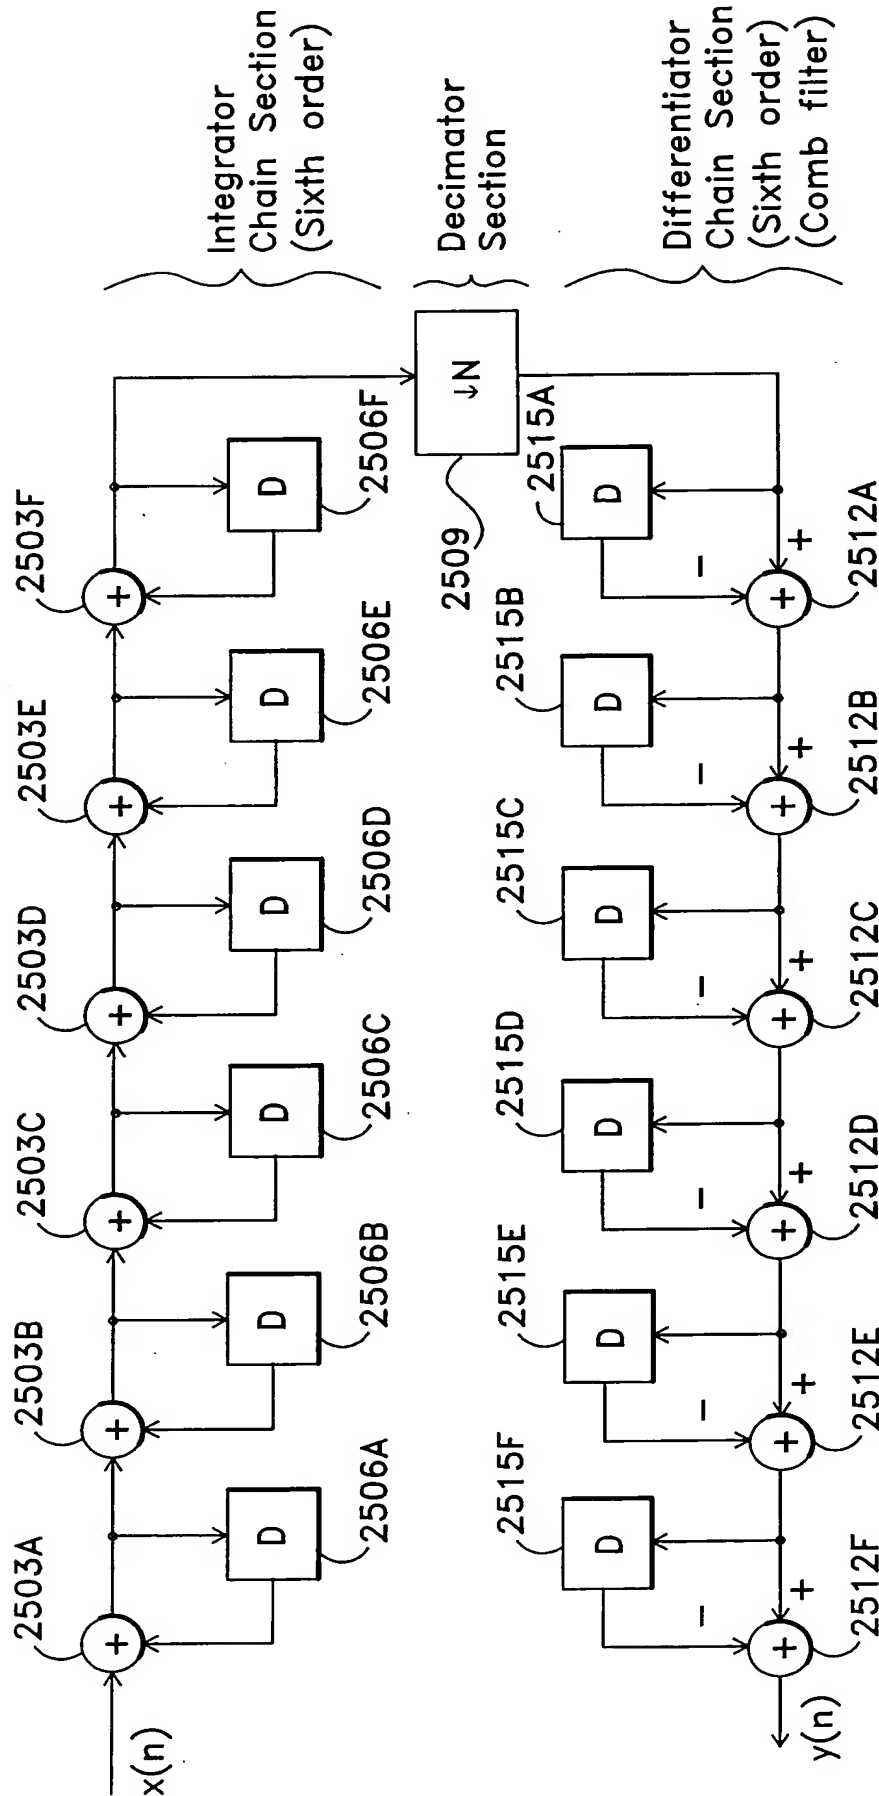 2503A
2503B
2503C
2503D
2503E
2503F
x(n)
+
+
+
+
+
+
D
D
D
D
D
D
2506A
2506B
2506C
2506D
2506E
2506F
Integrator
Chain Section
(Sixth order)
↓N
2509
Decimator
Section
2515F
2515E
2515D
2515C
2515B
2515A
D
D
D
D
D
D
−
−
−
−
−
−
+
+
+
+
+
+
+
+
+
+
+
+
y(n)
2512F
2512E
2512D
2512C
2512B
2512A
Differentiator
Chain Section
(Sixth order)
(Comb filter)